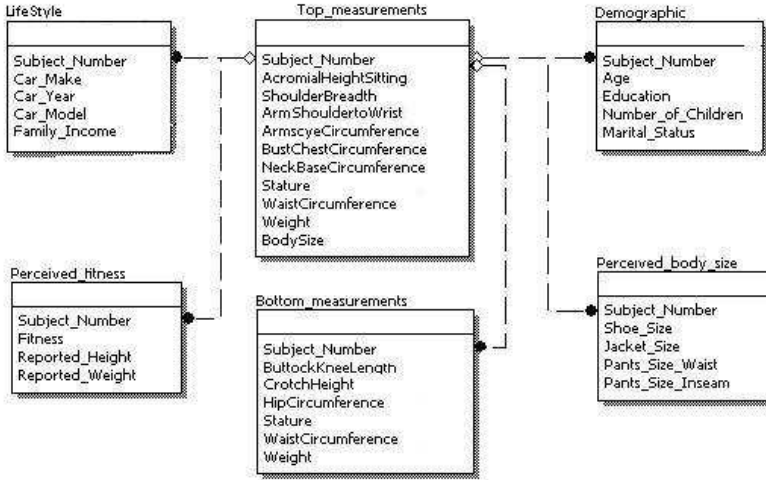 LifeStyle
Subject_Number
Car_Make
Car_Year
Car_Model
Family_Income
Top_measurements
Subject_Number
AcromialHeightSitting
ShoulderBreadth
ArmShouldertoWrist
ArmscyeCircumference
BustChestCircumference
NeckBaseCircumference
Stature
WaistCircumference
Weight
BodySize
Demographic
Subject_Number
Age
Education
Number_of_Children
Marital_Status
Perceived_fitness
Subject_Number
Fitness
Reported_Height
Reported_Weight
Bottom_measurements
Subject_Number
ButtockKneeLength
CrotchHeight
HipCircumference
Stature
WaistCircumference
Weight
Perceived_body_size
Subject_Number
Shoe_Size
Jacket_Size
Pants_Size_Waist
Pants_Size_Inseam